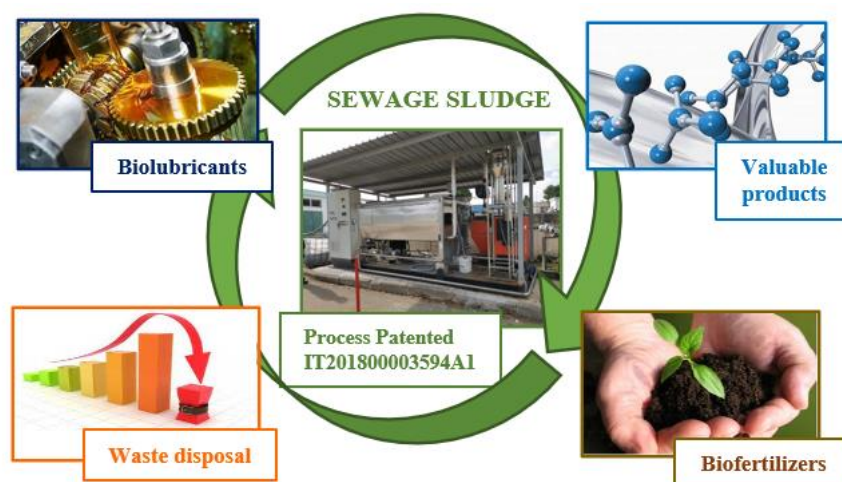 SEWAGE SLUDGE
Biolubricants
Valuable
products
Process Patented
IT201800003594A1
Waste disposal
Biofertilizers